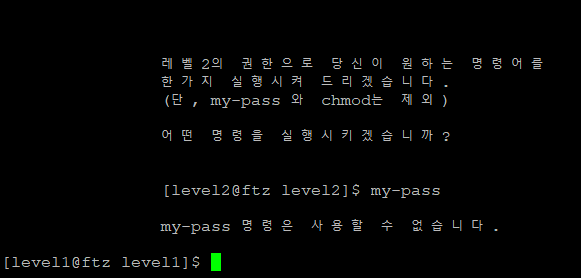 레벨2의 권한으로 당신이 원하는 명령어를
한가지 실행시켜 드리겠습니다.
(단, my-pass 와 chmod는 제외)
어떤 명령을 실행시키겠습니까?
[level2@ftz level2]$ my-pass
my-pass 명령은 사용할 수 없습니다.
[level1@ftz level1]$